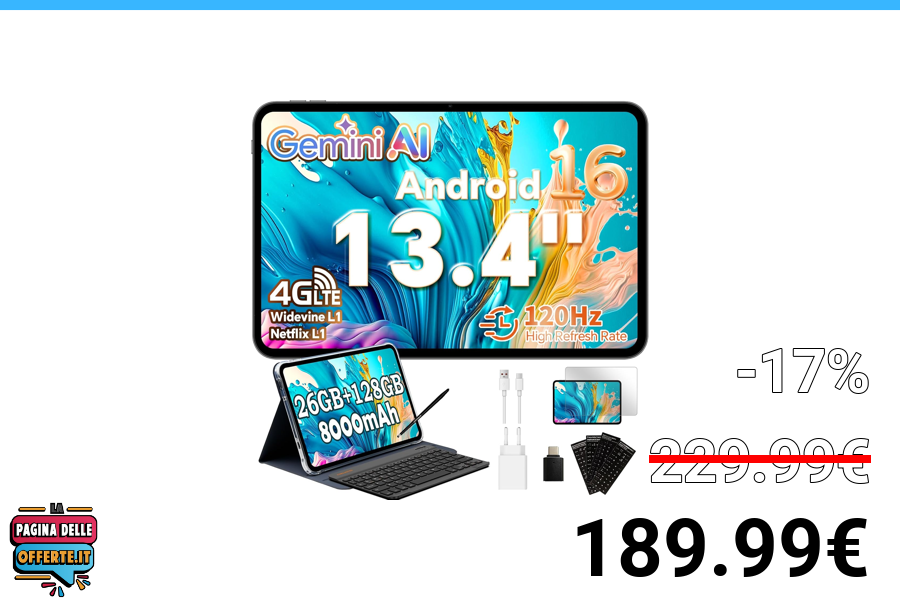 Gemini AI
Android 16
13.4"
4G LTE
Widevine L1
Netflix L1
120Hz
High Refresh Rate
26GB+128GB
8000mAh
-17%
229.99€
189.99€
LA
PAGINA DELLE
OFFERTE.IT